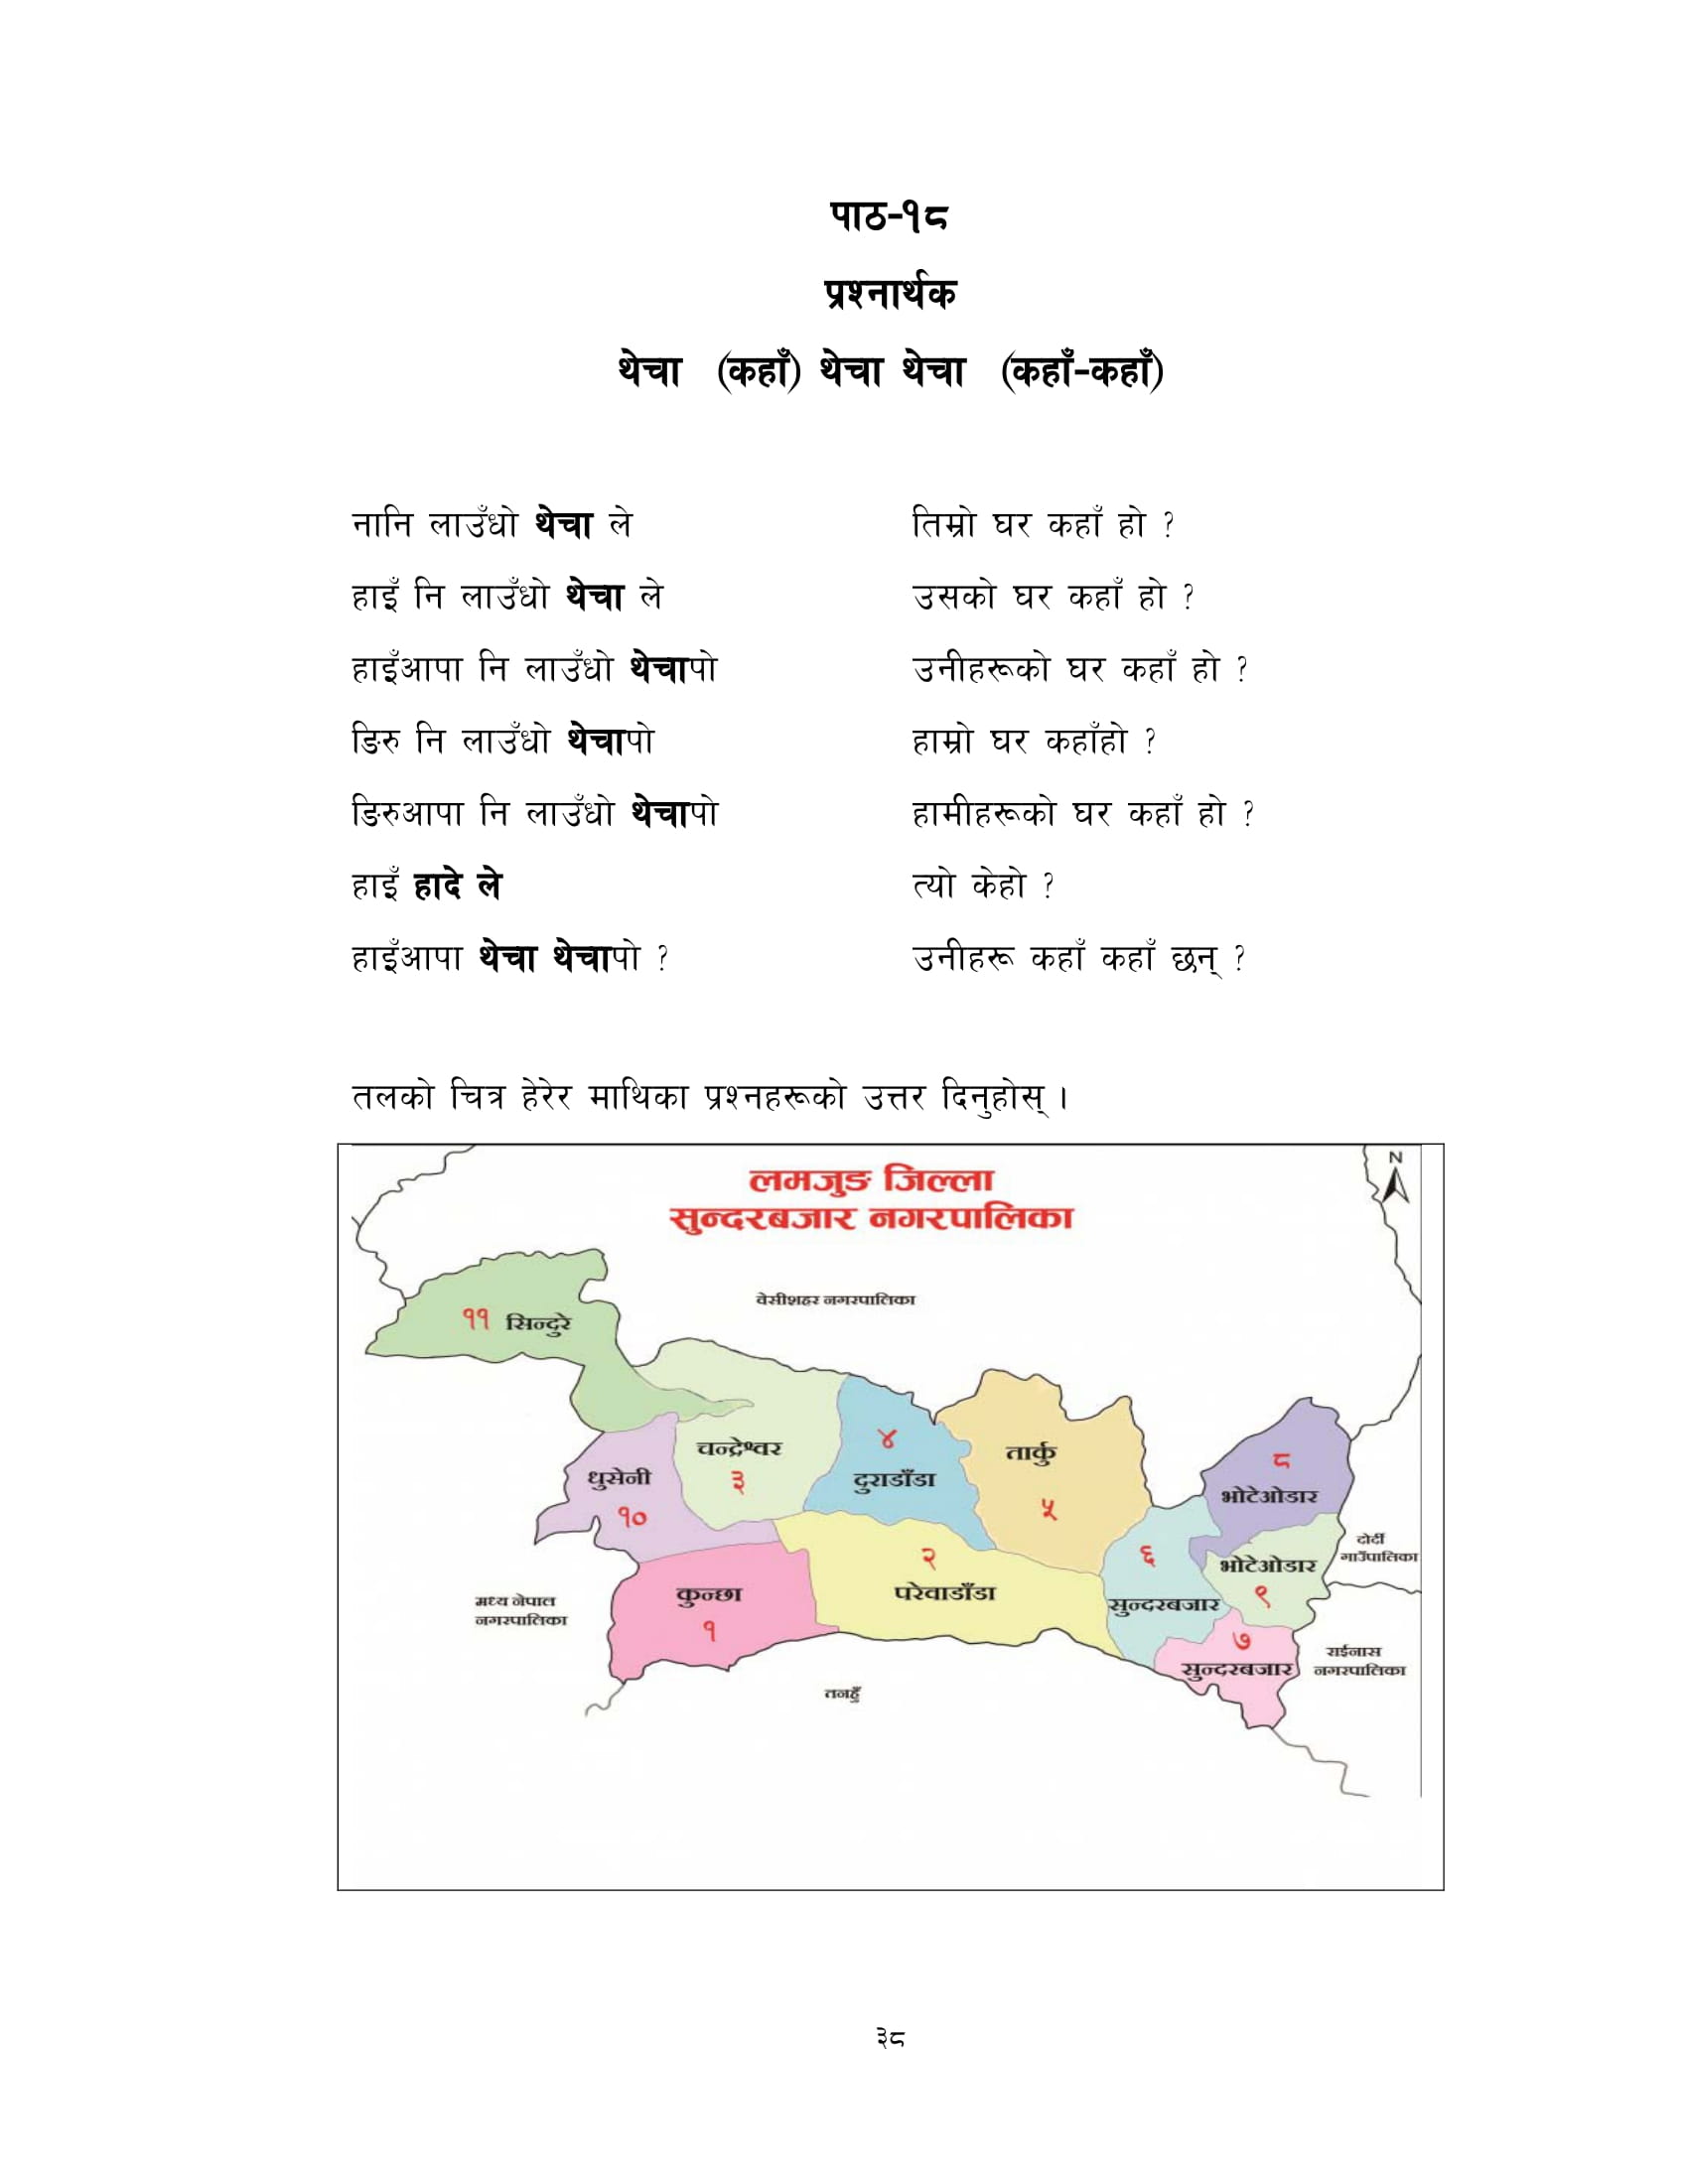 पाठ-१८
प्रश्नार्थक
थेचा (कहाँ) थेचा थेचा (कहाँ-कहाँ)
नानि लाउँधो थेचा ले तिम्रो घर कहाँ हो ?
हाइँ नि लाउँधो थेचा ले उसको घर कहाँ हो ?
हाइँआपा नि लाउँधो थेचापो उनीहरूको घर कहाँ हो ?
ङिरु नि लाउँधो थेचापो हाम्रो घर कहाँहो ?
ङिरुआपा नि लाउँधो थेचापो हामीहरूको घर कहाँ हो ?
हाइँ हादे ले त्यो केहो ?
हाइँआपा थेचा थेचापो ? उनीहरू कहाँ कहाँ छन् ?
तलको चित्र हेरेर माथिका प्रश्नहरूको उत्तर दिनुहोस् ।
N
लमजुङ जिल्ला
सुन्दरबजार नगरपालिका
वेसीशहर नगरपालिका
११ सिन्दुरे
चन्द्रेश्वर
३
४
दुराडाँडा
तार्कु
५
८
भोटेओडार
धुसेनी
१०
२
परेवाडाँडा
६
सुन्दरबजार
भोटेओडार
९
दोर्दी
गाउँपालिका
कुन्छा
१
मध्य नेपाल
नगरपालिका
७
सुन्दरबजार
राईनास
नगरपालिका
तनहुँ
३८